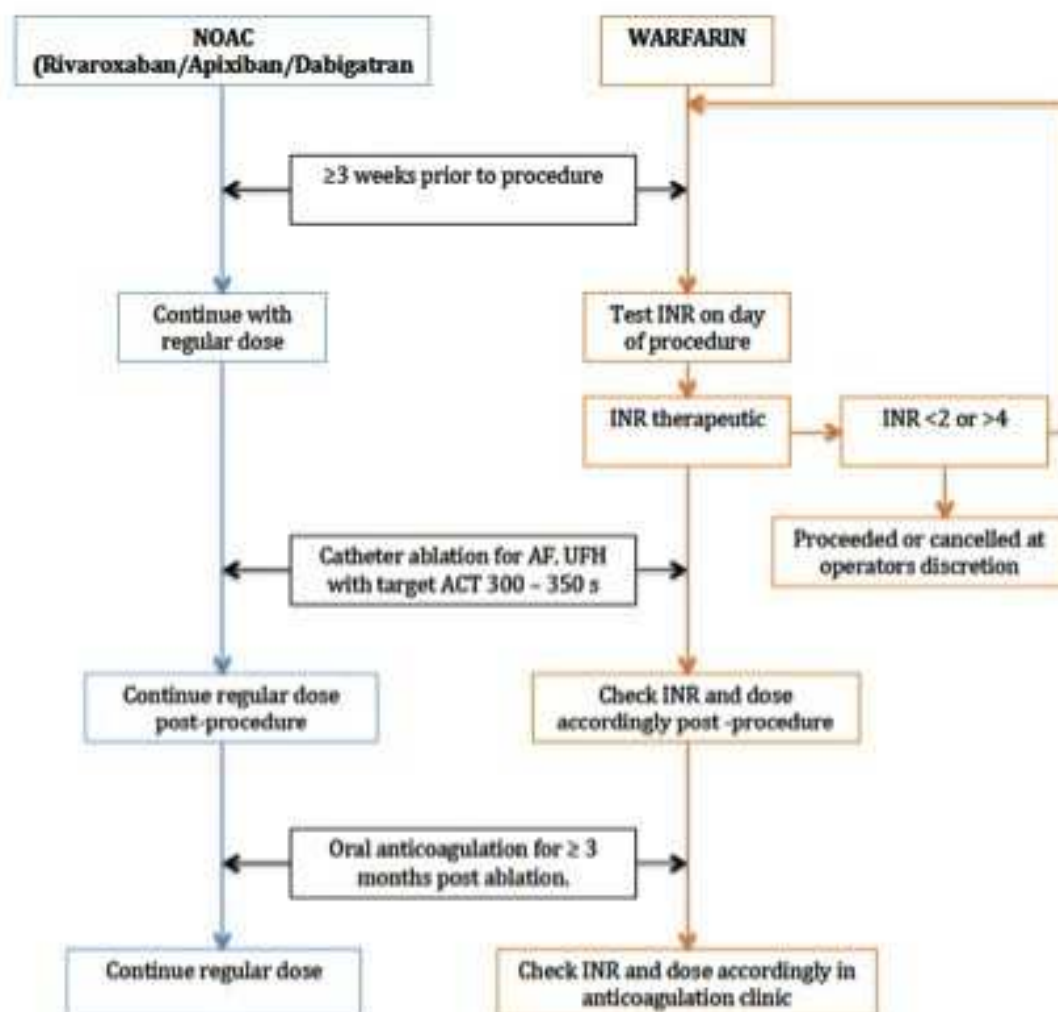 NOAC
(Rivaroxaban/Apixiban/Dabigatran
WARFARIN
≥3 weeks prior to procedure
Continue with
regular dose
Test INR on day
of procedure
INR therapeutic
INR <2 or >4
Proceeded or cancelled at
operators discretion
Catheter ablation for AF. UFH
with target ACT 300 – 350 s
Continue regular dose
post-procedure
Check INR and dose
accordingly post -procedure
Oral anticoagulation for ≥ 3
months post ablation.
Continue regular dose
Check INR and dose accordingly in
anticoagulation clinic